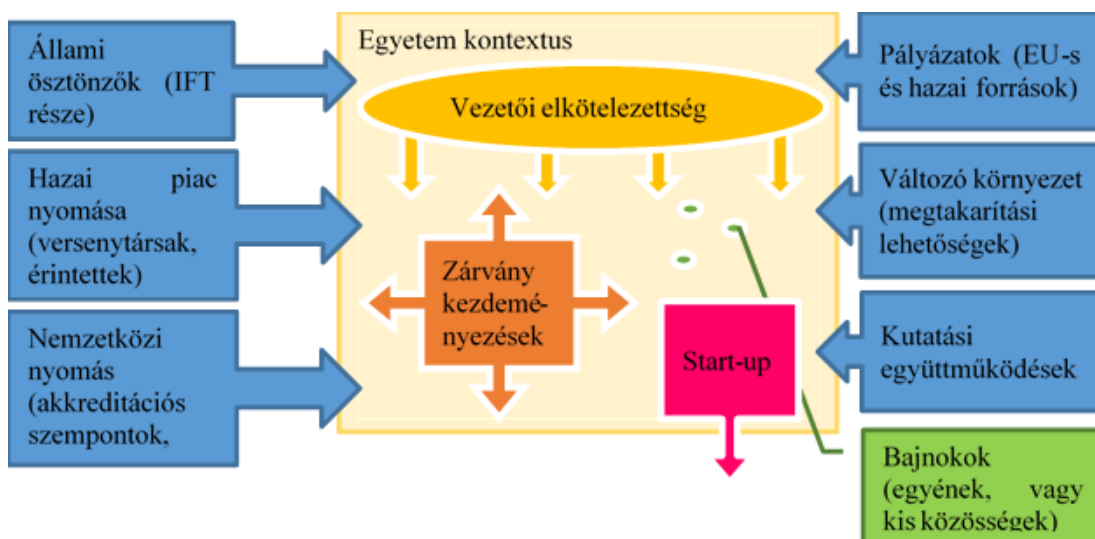 Állami
ösztönzők (IFT
része)
Hazai piac
nyomása
(versenytársak,
érintettek)
Nemzetközi
nyomás
(akkreditációs
szempontok,
Egyetem kontextus
Vezetői elkötelezettség
Zárvány
kezdemé-
nyezések
Start-up
Pályázatok (EU-s
és hazai források)
Változó környezet
(megtakarítási
lehetőségek)
Kutatási
együttműködések
Bajnokok
(egyének, vagy
kis közösségek)